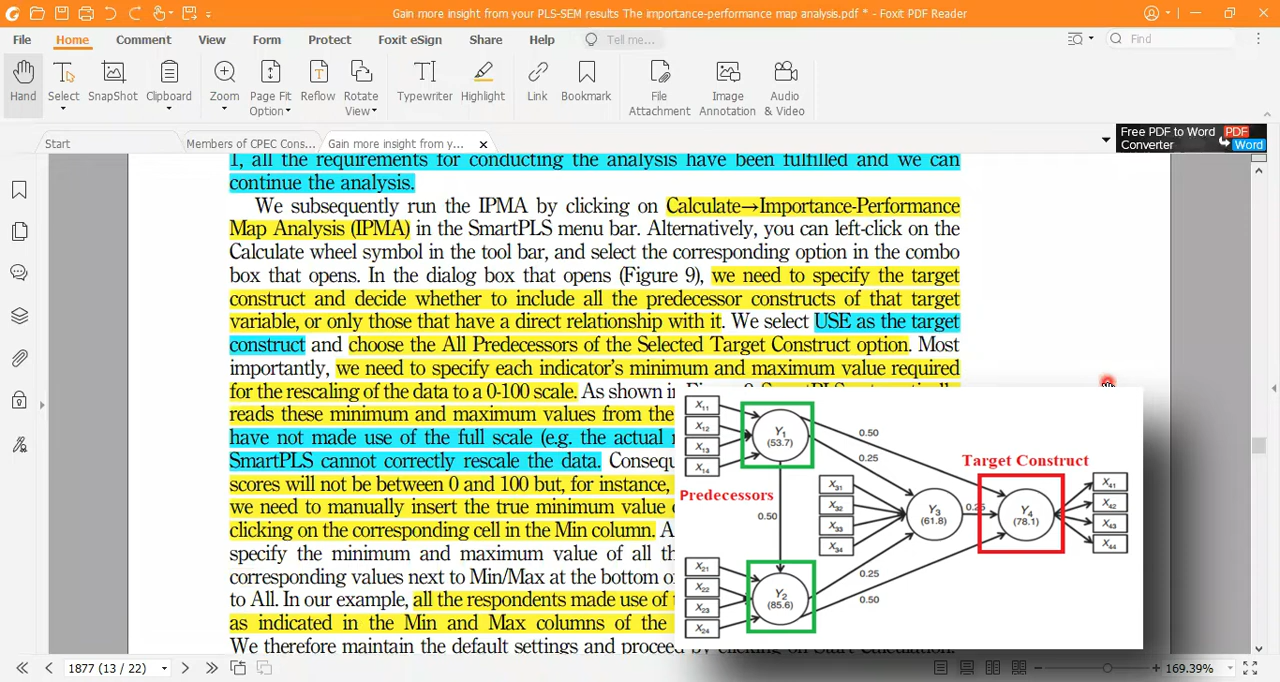 Gain more insight from your PLS-SEM results The importance-performance map analysis.pdf * - Foxit PDF Reader
File Home Comment View Form Protect Foxit eSign Share Help Tell me... Find
Hand Select SnapShot Clipboard Zoom Page Fit Option Reflow Rotate View Typewriter Highlight Link Bookmark File Attachment Image Annotation Audio & Video
Start Members of CPEC Cons... Gain more insight from y...
Free PDF to Word Converter PDF Word
1, all the requirements for conducting the analysis have been fulfilled and we can
continue the analysis.
We subsequently run the IPMA by clicking on Calculate→Importance-Performance
Map Analysis (IPMA) in the SmartPLS menu bar. Alternatively, you can left-click on the
Calculate wheel symbol in the tool bar, and select the corresponding option in the combo
box that opens. In the dialog box that opens (Figure 9), we need to specify the target
construct and decide whether to include all the predecessor constructs of that target
variable, or only those that have a direct relationship with it. We select USE as the target
construct and choose the All Predecessors of the Selected Target Construct option. Most
importantly, we need to specify each indicator's minimum and maximum value required
for the rescaling of the data to a 0-100 scale. As shown in
reads these minimum and maximum values from the
have not made use of the full scale (e.g. the actual
SmartPLS cannot correctly rescale the data. Consequ
scores will not be between 0 and 100 but, for instance,
we need to manually insert the true minimum value
clicking on the corresponding cell in the Min column. A
specify the minimum and maximum value of all th
corresponding values next to Min/Max at the bottom o
to All. In our example, all the respondents made use of
as indicated in the Min and Max columns of the
We therefore maintain the default settings and proceed by clicking on Start Calculation.
X11
X12
X13
X14
Y1
(53.7)
0.50
0.25
Predecessors
0.50
X31
X32
X33
X34
Y3
(61.8)
0.25
Target Construct
Y4
(78.1)
X41
X42
X43
X44
X21
X22
X23
X24
Y2
(85.6)
0.25
0.50
1877 (13 / 22) 169.39%